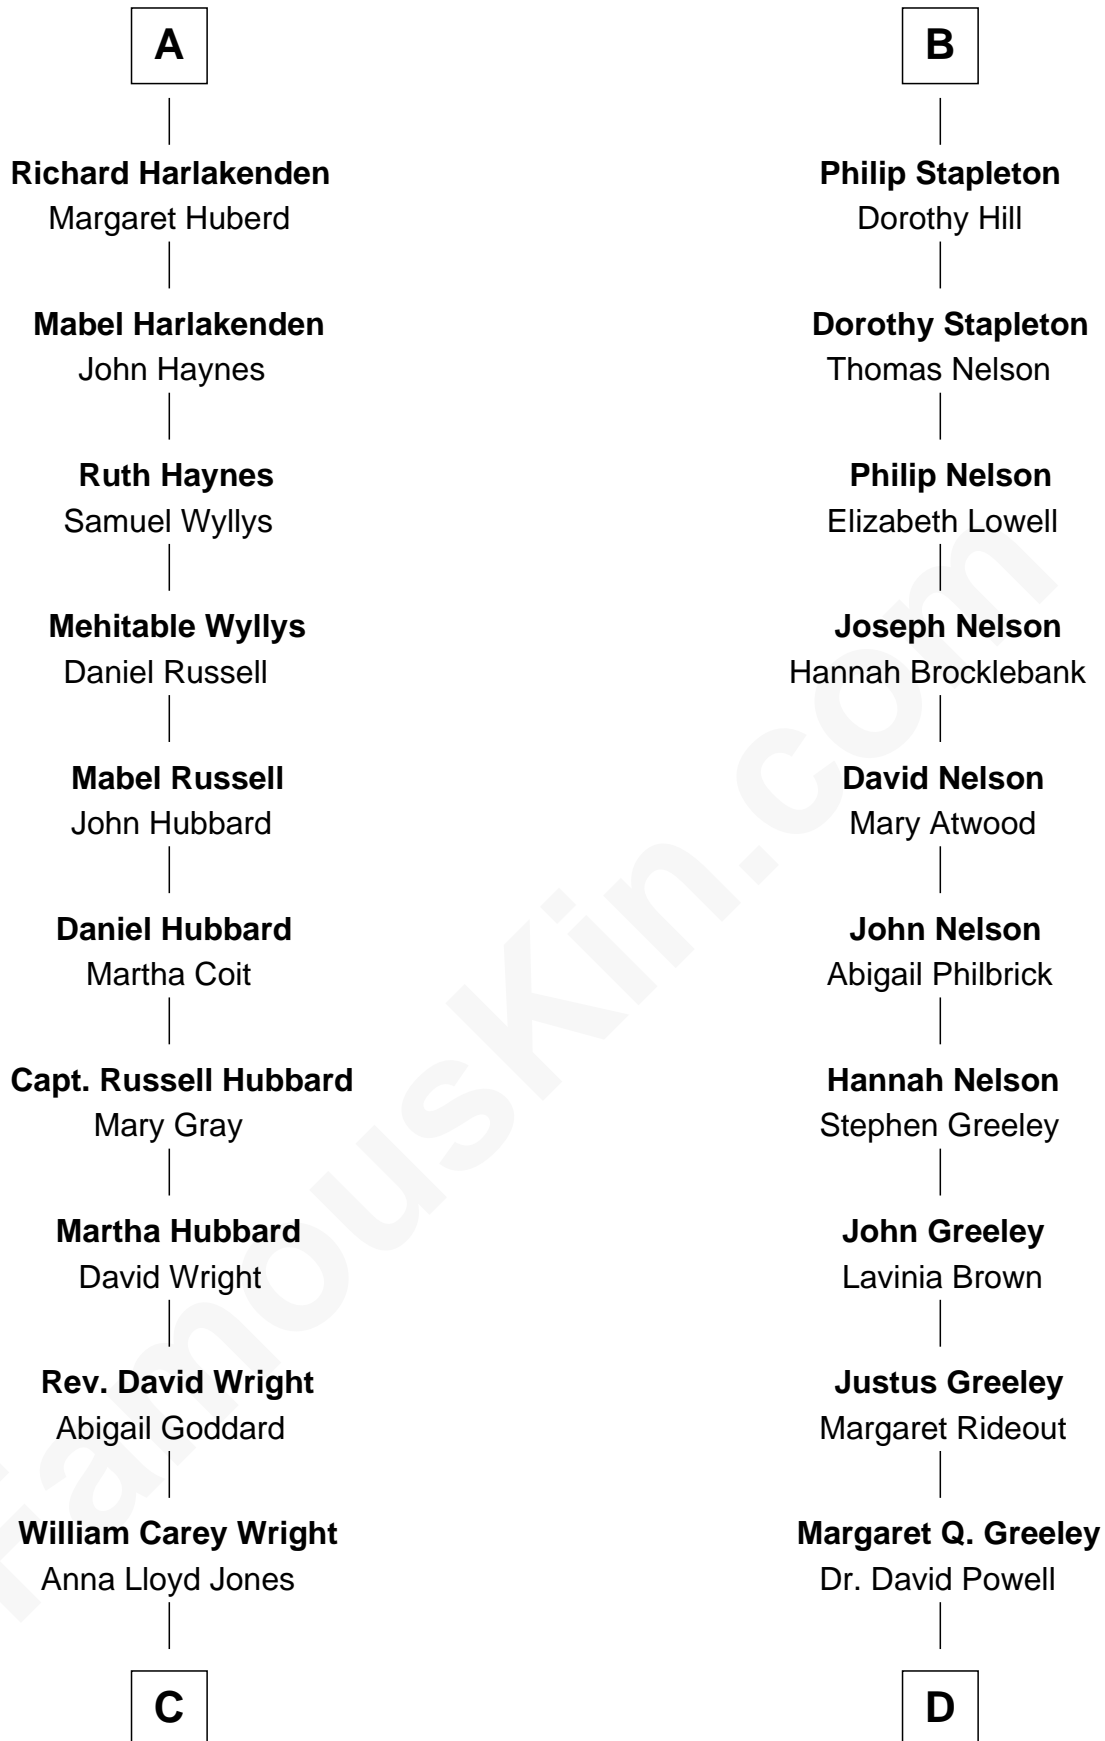 A
Richard Harlakenden
Margaret Huberd
Mabel Harlakenden
John Haynes
Ruth Haynes
Samuel Wyllys
Mehitable Wyllys
Daniel Russell
Mabel Russell
John Hubbard
Daniel Hubbard
Martha Coit
Capt. Russell Hubbard
Mary Gray
Martha Hubbard
David Wright
Rev. David Wright
Abigail Goddard
William Carey Wright
Anna Lloyd Jones
C
B
Philip Stapleton
Dorothy Hill
Dorothy Stapleton
Thomas Nelson
Philip Nelson
Elizabeth Lowell
Joseph Nelson
Hannah Brocklebank
David Nelson
Mary Atwood
John Nelson
Abigail Philbrick
Hannah Nelson
Stephen Greeley
John Greeley
Lavinia Brown
Justus Greeley
Margaret Rideout
Margaret Q. Greeley
Dr. David Powell
D
FamousKin.com